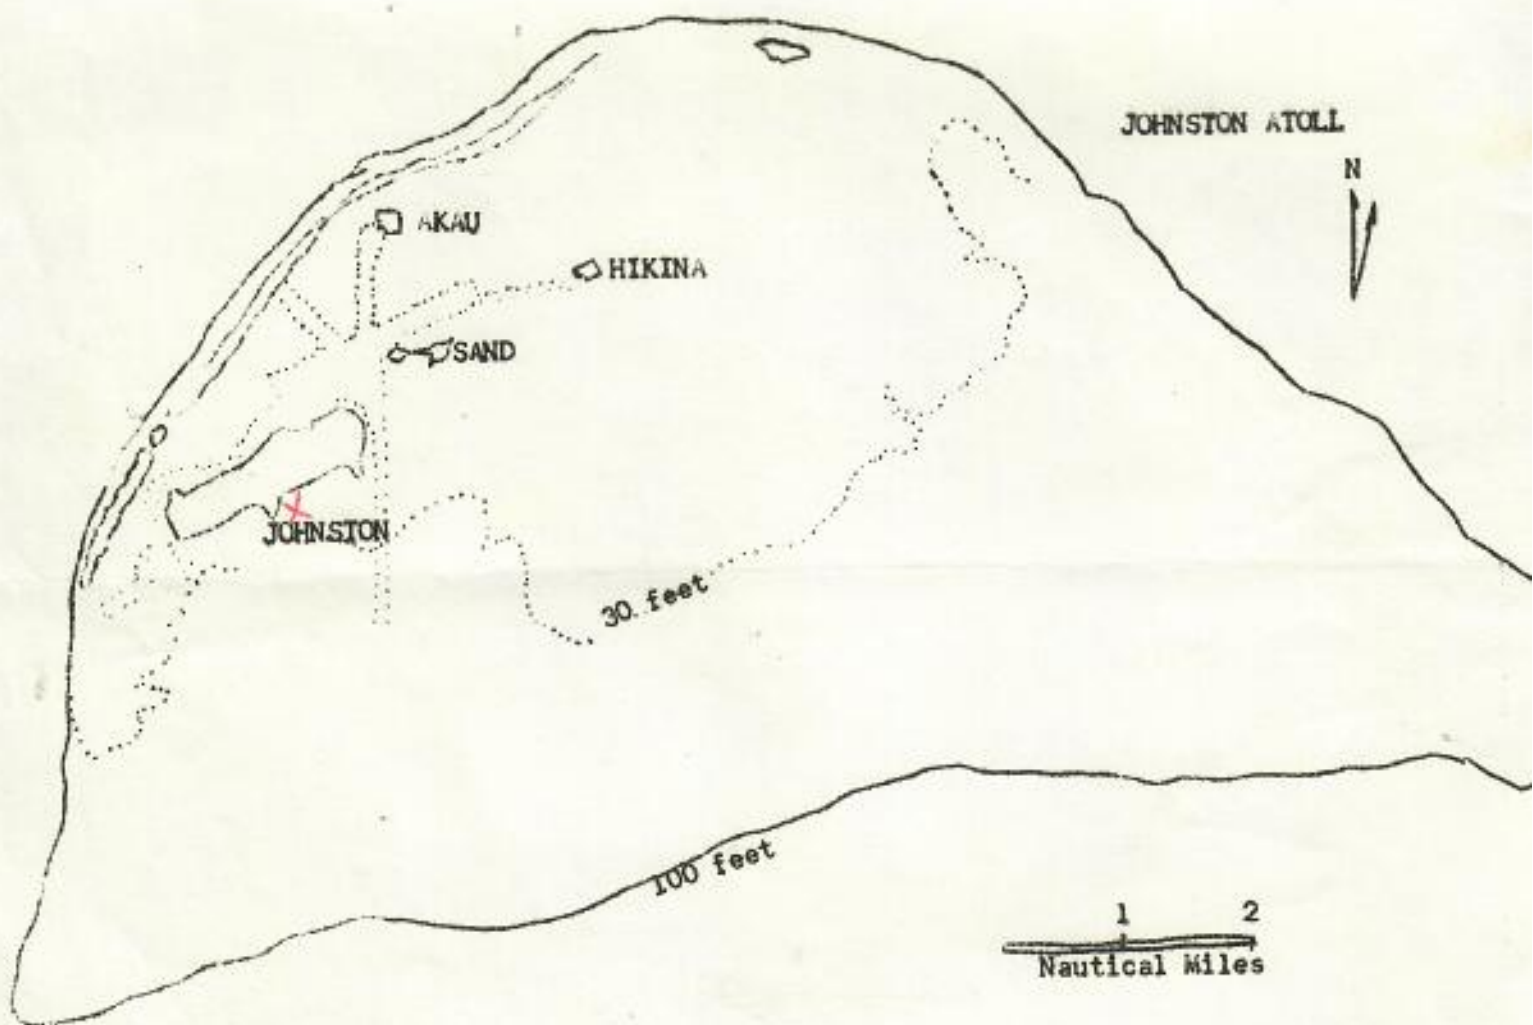 JOHNSTON ATOLL
N
AKAU
HIKINA
SAND
JOHNSTON
30. feet
100 feet
1 2
Nautical Miles